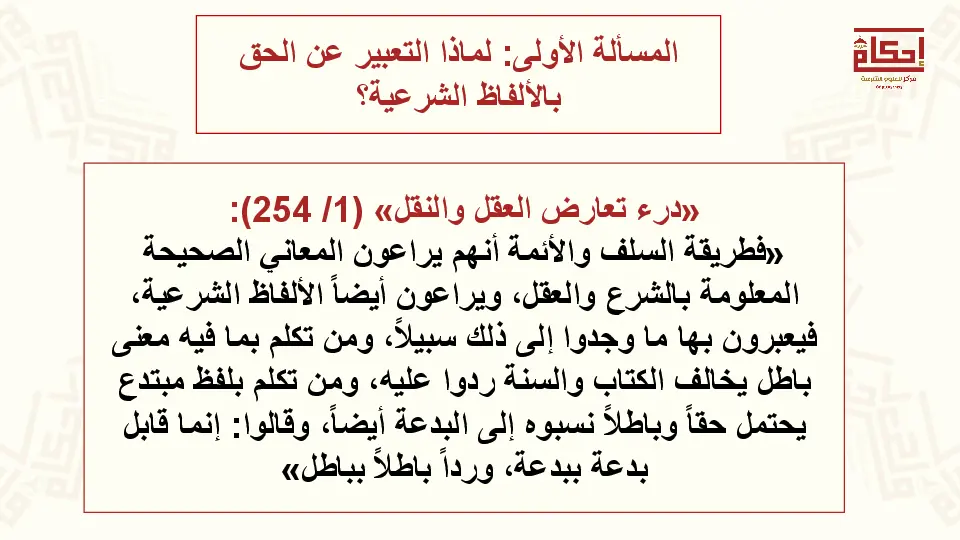 المسألة الأولى: لماذا التعبير عن الحق
بالألفاظ الشرعية؟
إحكام
مركز للعلوم الشرعية
«درء تعارض العقل والنقل» (1/ 254):
«فطريقة السلف والأئمة أنهم يراعون المعاني الصحيحة
المعلومة بالشرع والعقل، ويراعون أيضاً الألفاظ الشرعية،
فيعبرون بها ما وجدوا إلى ذلك سبيلاً، ومن تكلم بما فيه معنى
باطل يخالف الكتاب والسنة ردوا عليه، ومن تكلم بلفظ مبتدع
يحتمل حقاً وباطلاً نسبوه إلى البدعة أيضاً، وقالوا: إنما قابل
بدعة ببدعة، ورداً باطلاً بباطل»